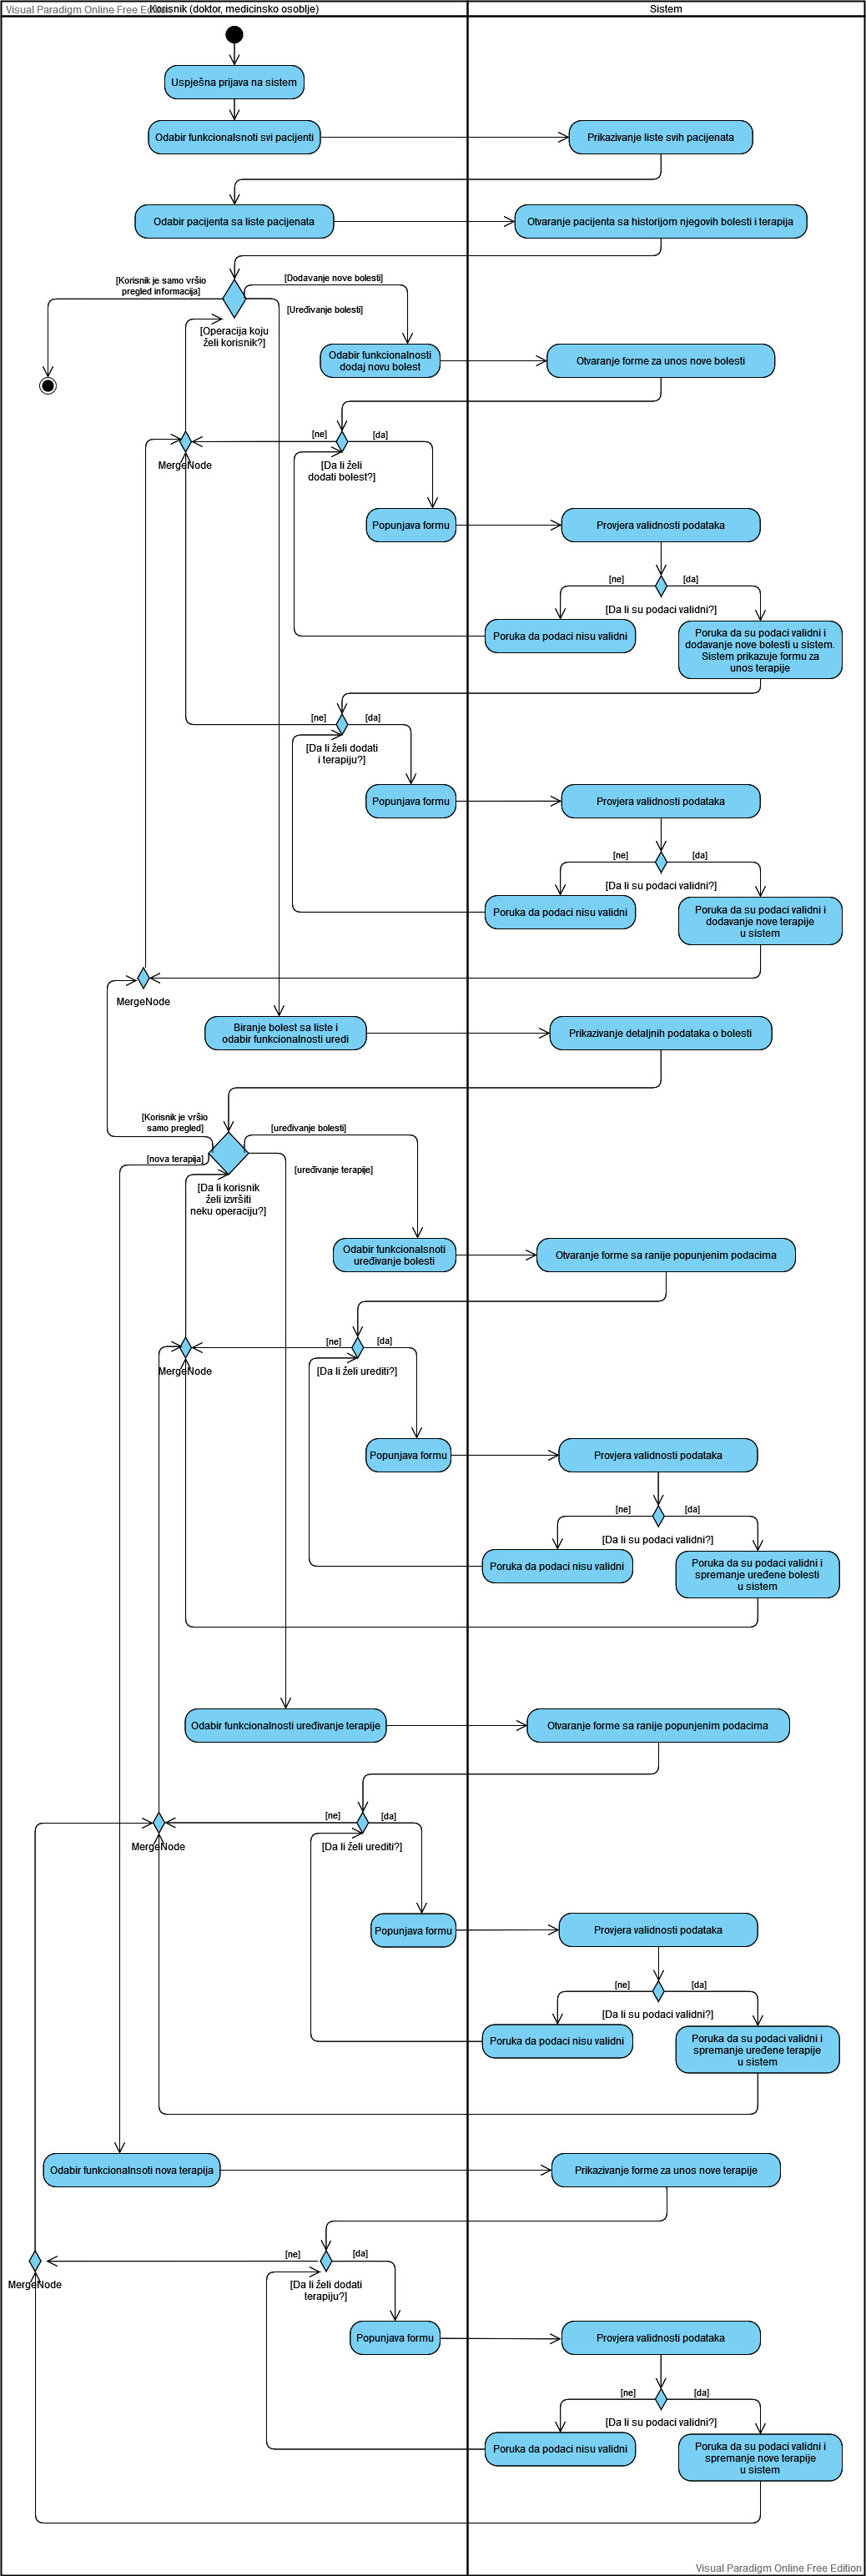 Visual Paradigm Online Free Edition
Korisnik (doktor, medicinsko osoblje)
Sistem
Uspješna prijava na sistem
Odabir funkcionalsnoti svi pacijenti
Prikazivanje liste svih pacijenata
Odabir pacijenta sa liste pacijenata
Otvaranje pacijenta sa historijom njegovih bolesti i terapija
[Korisnik je samo vršio
pregled informacija]
[Dodavanje nove bolesti]
[Uređivanje bolesti]
[Operacija koju
želi korisnik?]
Odabir funkcionalnosti
dodaj novu bolest
Otvaranje forme za unos nove bolesti
[ne]
[da]
MergeNode
[Da li želi
dodati bolest?]
Popunjava formu
Provjera validnosti podataka
[ne]
[da]
[Da li su podaci validni?]
Poruka da podaci nisu validni
Poruka da su podaci validni i
dodavanje nove bolesti u sistem.
Sistem prikazuje formu za
unos terapije
[ne]
[da]
[Da li želi dodati
i terapiju?]
Popunjava formu
Provjera validnosti podataka
[ne]
[da]
[Da li su podaci validni?]
Poruka da podaci nisu validni
Poruka da su podaci validni i
dodavanje nove terapije
u sistem
MergeNode
Biranje bolest sa liste i
odabir funkcionalnosti uredi
Prikazivanje detaljnih podataka o bolesti
[Korisnik je vršio
samo pregled]
[uređivanje bolesti]
[nova terapija]
[uređivanje terapije]
[Da li korisnik
želi izvršiti
neku operaciju?]
Odabir funkcionalsnoti
uređivanje bolesti
Otvaranje forme sa ranije popunjenim podacima
[ne]
[da]
MergeNode
[Da li želi urediti?]
Popunjava formu
Provjera validnosti podataka
[ne]
[da]
[Da li su podaci validni?]
Poruka da podaci nisu validni
Poruka da su podaci validni i
spremanje uređene bolesti
u sistem
Odabir funkcionalnosti uređivanje terapije
Otvaranje forme sa ranije popunjenim podacima
[ne]
[da]
MergeNode
[Da li želi urediti?]
Popunjava formu
Provjera validnosti podataka
[ne]
[da]
[Da li su podaci validni?]
Poruka da podaci nisu validni
Poruka da su podaci validni i
spremanje uređene terapije
u sistem
Odabir funkcionalnsoti nova terapija
Prikazivanje forme za unos nove terapije
[ne]
[da]
MergeNode
[Da li želi dodati
terapiju?]
Popunjava formu
Provjera validnosti podataka
[ne]
[da]
[Da li su podaci validni?]
Poruka da podaci nisu validni
Poruka da su podaci validni i
spremanje nove terapije
u sistem
Visual Paradigm Online Free Edition